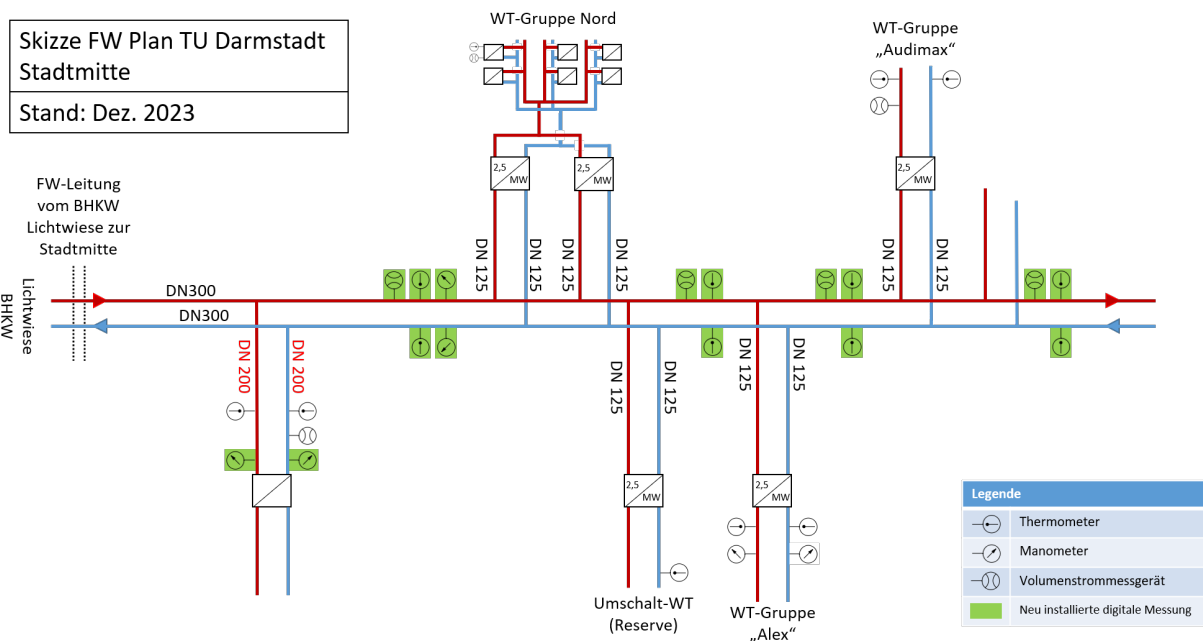 Skizze FW Plan TU Darmstadt
Stadtmitte
Stand: Dez. 2023
WT-Gruppe Nord
WT-Gruppe
„Audimax“
2,5
MW
2,5
MW
2,5
MW
FW-Leitung
vom BHKW
Lichtwiese zur
Stadtmitte
DN 125
DN 125
DN 125
DN 125
DN 125
DN 125
Lichtwiese
BHKW
DN300
DN300
DN 200
DN 200
DN 125
DN 125
DN 125
DN 125
2,5
MW
2,5
MW
Umschalt-WT
(Reserve)
WT-Gruppe
„Alex“
Legende
Thermometer
Manometer
Volumenstrommessgerät
Neu installierte digitale Messung